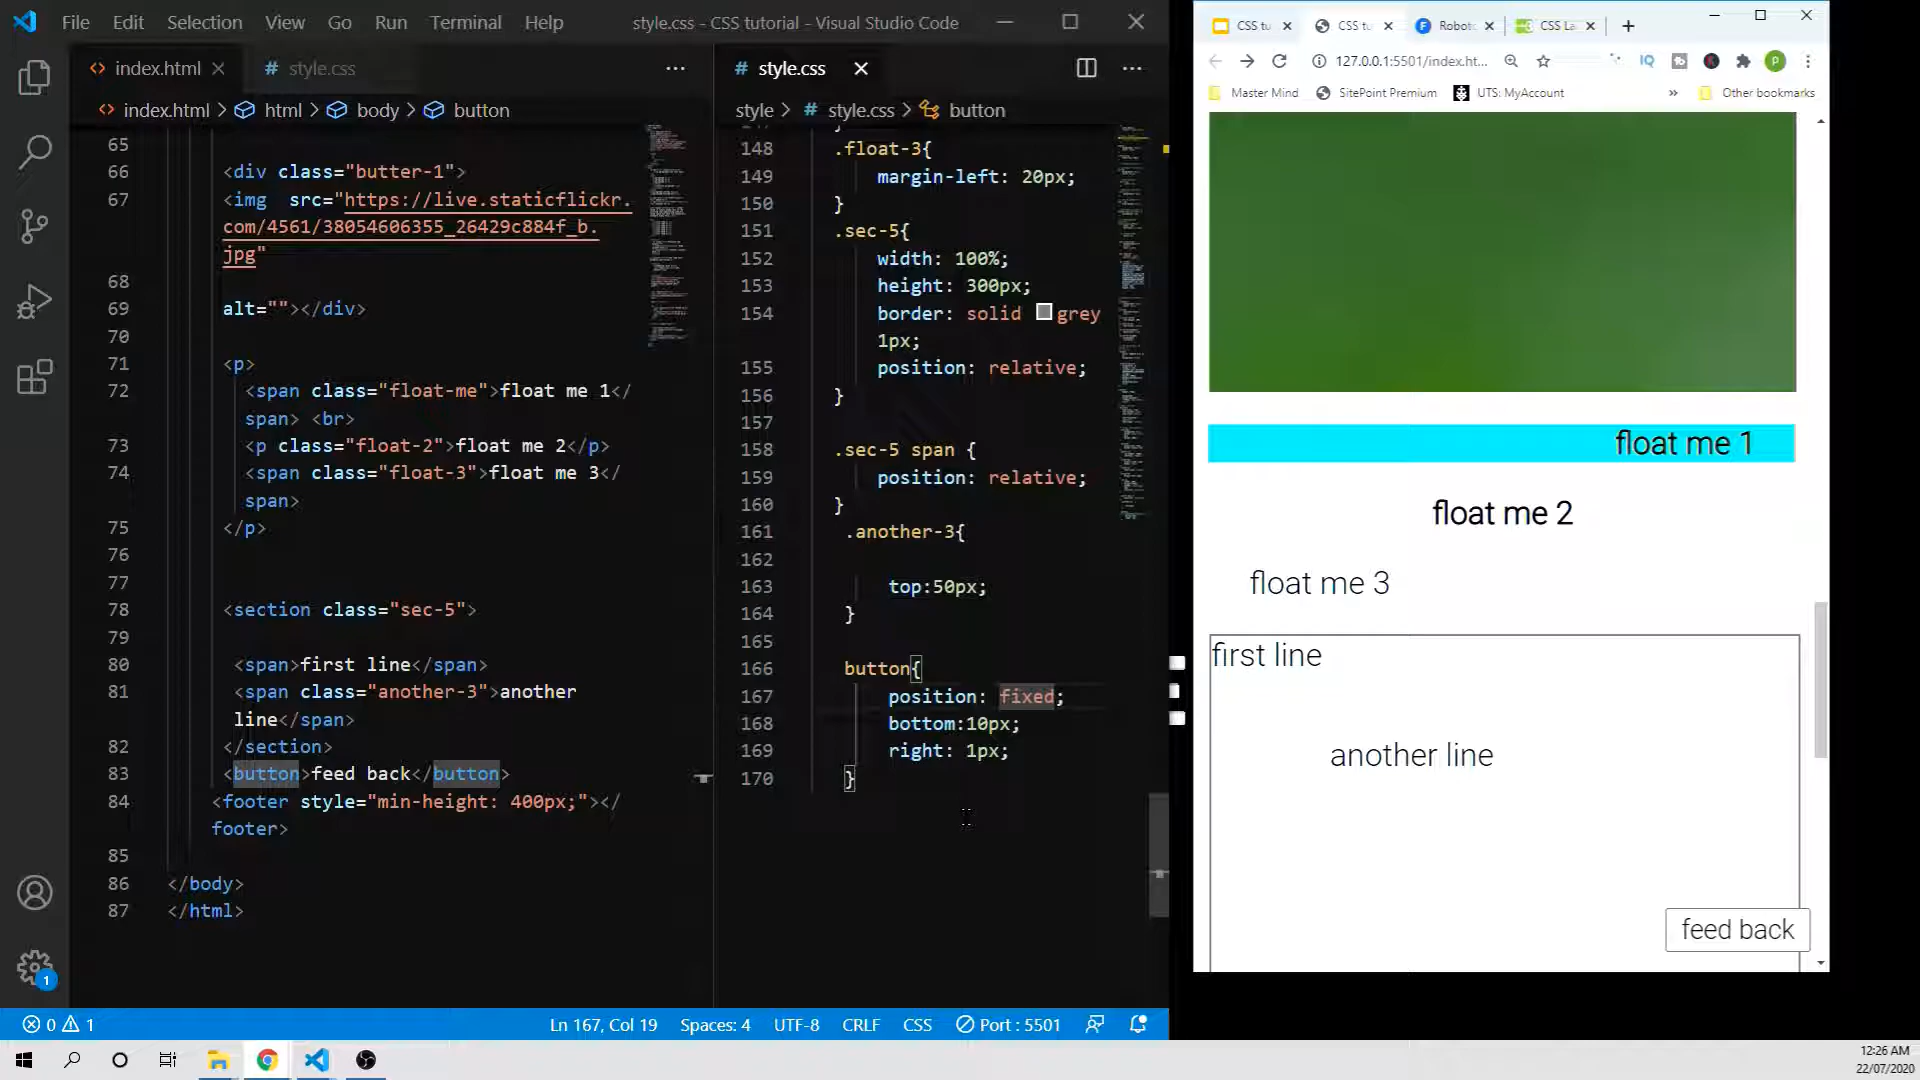 File Edit Selection View Go Run Terminal Help style.css - CSS tutorial - Visual Studio Code
index.html style.css
index.html html body button
65
66 <div class="butter-1">
67 <img src="https://live.staticflickr.
com/4561/38054606355_26429c884f_b.
jpg"
68
69 alt=""></div>
70
71 <p>
72 <span class="float-me">float me 1</
span> <br>
73 <p class="float-2">float me 2</p>
74 <span class="float-3">float me 3</
span>
75 </p>
76
77
78 <section class="sec-5">
79
80 <span>first line</span>
81 <span class="another-3">another
line</span>
82 </section>
83 <button>feed back</button>
84 <footer style="min-height: 400px;"></
footer>
85
86 </body>
87 </html>
style.css
style style.css button
148 .float-3{
149 margin-left: 20px;
150 }
151 .sec-5{
152 width: 100%;
153 height: 300px;
154 border: solid grey
1px;
155 position: relative;
156 }
157
158 .sec-5 span {
159 position: relative;
160 }
161 .another-3{
162
163 top:50px;
164 }
165
166 button{
167 position: fixed;
168 bottom:10px;
169 right: 1px;
170 }
1
0 1 Ln 167, Col 19 Spaces: 4 UTF-8 CRLF CSS Port : 5501
CSS tu CSS tu Robot CSS La
127.0.0.1:5501/index.ht... IQ P
Master Mind SitePoint Premium UTS: MyAccount » Other bookmarks
float me 1
float me 2
float me 3
first line
another line
feed back
12:26 AM
22/07/2020